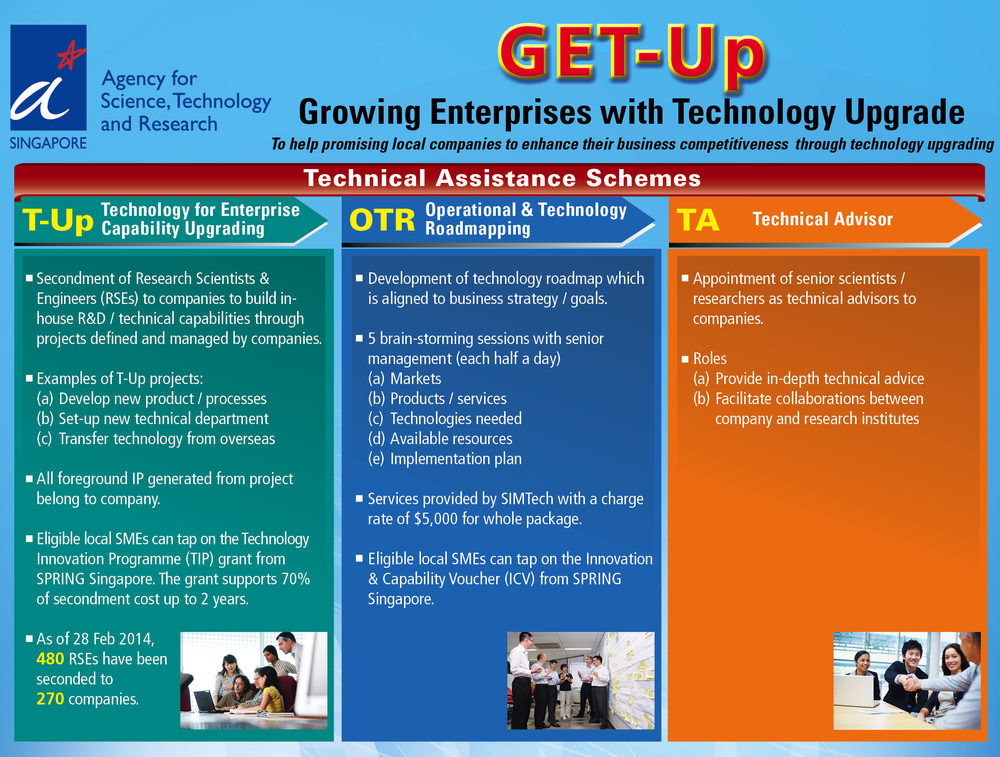 a
SINGAPORE
Agency for
Science, Technology
and Research
GET-Up
Growing Enterprises with Technology Upgrade
To help promising local companies to enhance their business competitiveness through technology upgrading
Technical Assistance Schemes
T-Up
Technology for Enterprise
Capability Upgrading
■ Secondment of Research Scientists &
Engineers (RSEs) to companies to build in-
house R&D / technical capabilities through
projects defined and managed by companies.
■ Examples of T-Up projects:
(a) Develop new product / processes
(b) Set-up new technical department
(c) Transfer technology from overseas
■ All foreground IP generated from project
belong to company.
■ Eligible local SMEs can tap on the Technology
Innovation Programme (TIP) grant from
SPRING Singapore. The grant supports 70%
of secondment cost up to 2 years.
■ As of 28 Feb 2014,
480 RSEs have been
seconded to
270 companies.
OTR
Operational & Technology
Roadmapping
■ Development of technology roadmap which
is aligned to business strategy / goals.
■ 5 brain-storming sessions with senior
management (each half a day)
(a) Markets
(b) Products / services
(c) Technologies needed
(d) Available resources
(e) Implementation plan
■ Services provided by SIMTech with a charge
rate of $5,000 for whole package.
■ Eligible local SMEs can tap on the Innovation
& Capability Voucher (ICV) from SPRING
Singapore.
TA
Technical Advisor
■ Appointment of senior scientists /
researchers as technical advisors to
companies.
■ Roles
(a) Provide in-depth technical advice
(b) Facilitate collaborations between
company and research institutes